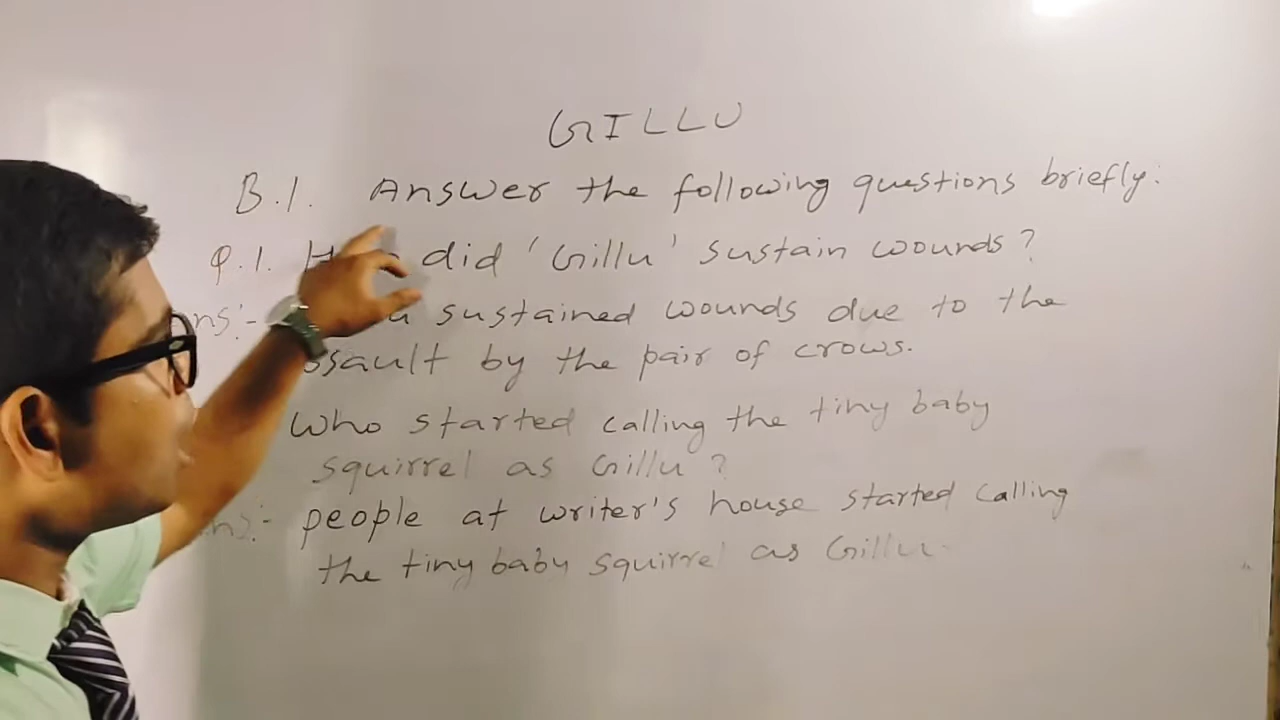 GILLU
B.1. Answer the following questions briefly:
Q.1. did 'Gillu' sustain wounds?
sustained wounds due to the
by the pair of crows.
Who started calling the tiny baby
squirrel as Gillu?
people at writer's house started calling
the tiny baby squirrel as Gillu.